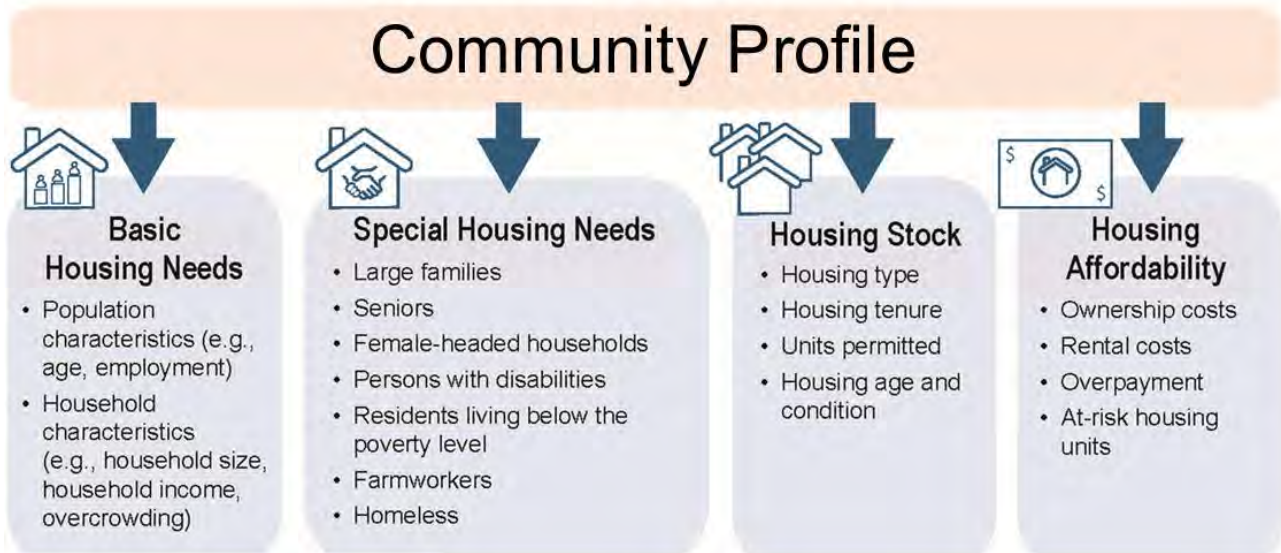 Community Profile
Basic
Housing Needs
• Population
characteristics (e.g.,
age, employment)
• Household
characteristics
(e.g., household size,
household income,
overcrowding)
Special Housing Needs
• Large families
• Seniors
• Female-headed households
• Persons with disabilities
• Residents living below the
poverty level
• Farmworkers
• Homeless
Housing Stock
• Housing type
• Housing tenure
• Units permitted
• Housing age and
condition
$
$
Housing
Affordability
• Ownership costs
• Rental costs
• Overpayment
• At-risk housing
units